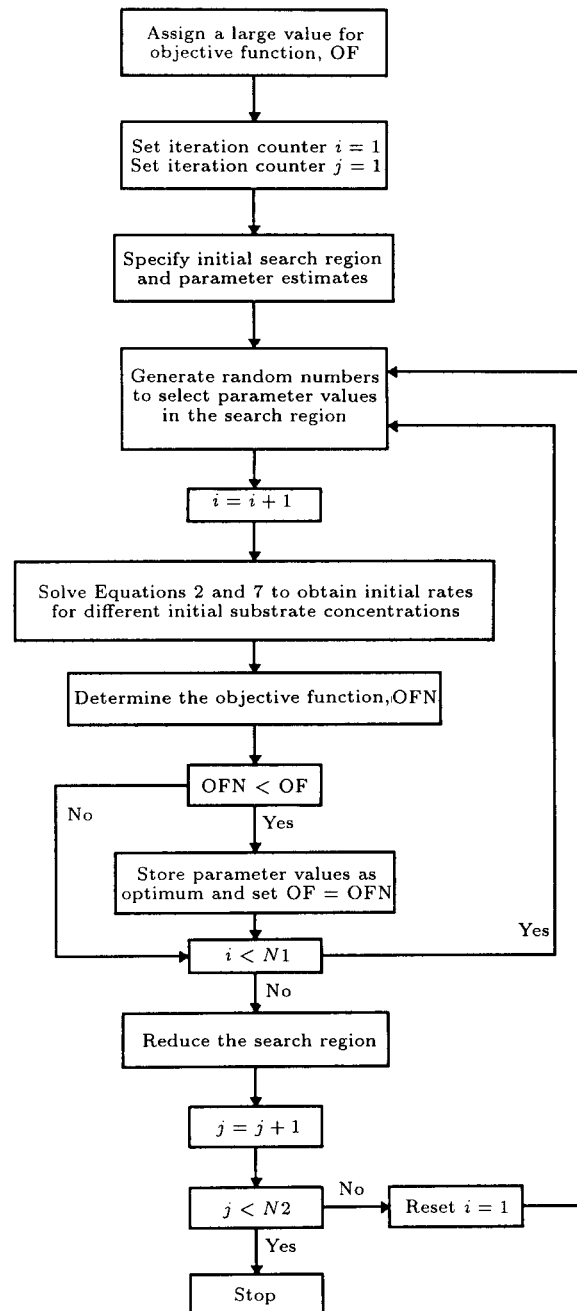 Assign a large value for
objective function, OF
Set iteration counter i = 1
Set iteration counter j = 1
Specify initial search region
and parameter estimates
Generate random numbers
to select parameter values
in the search region
i = i + 1
Solve Equations 2 and 7 to obtain initial rates
for different initial substrate concentrations
Determine the objective function, OFN
OFN < OF
No
Yes
Store parameter values as
optimum and set OF = OFN
i < N1
Yes
No
Reduce the search region
j = j + 1
j < N2
No
Reset i = 1
Yes
Stop